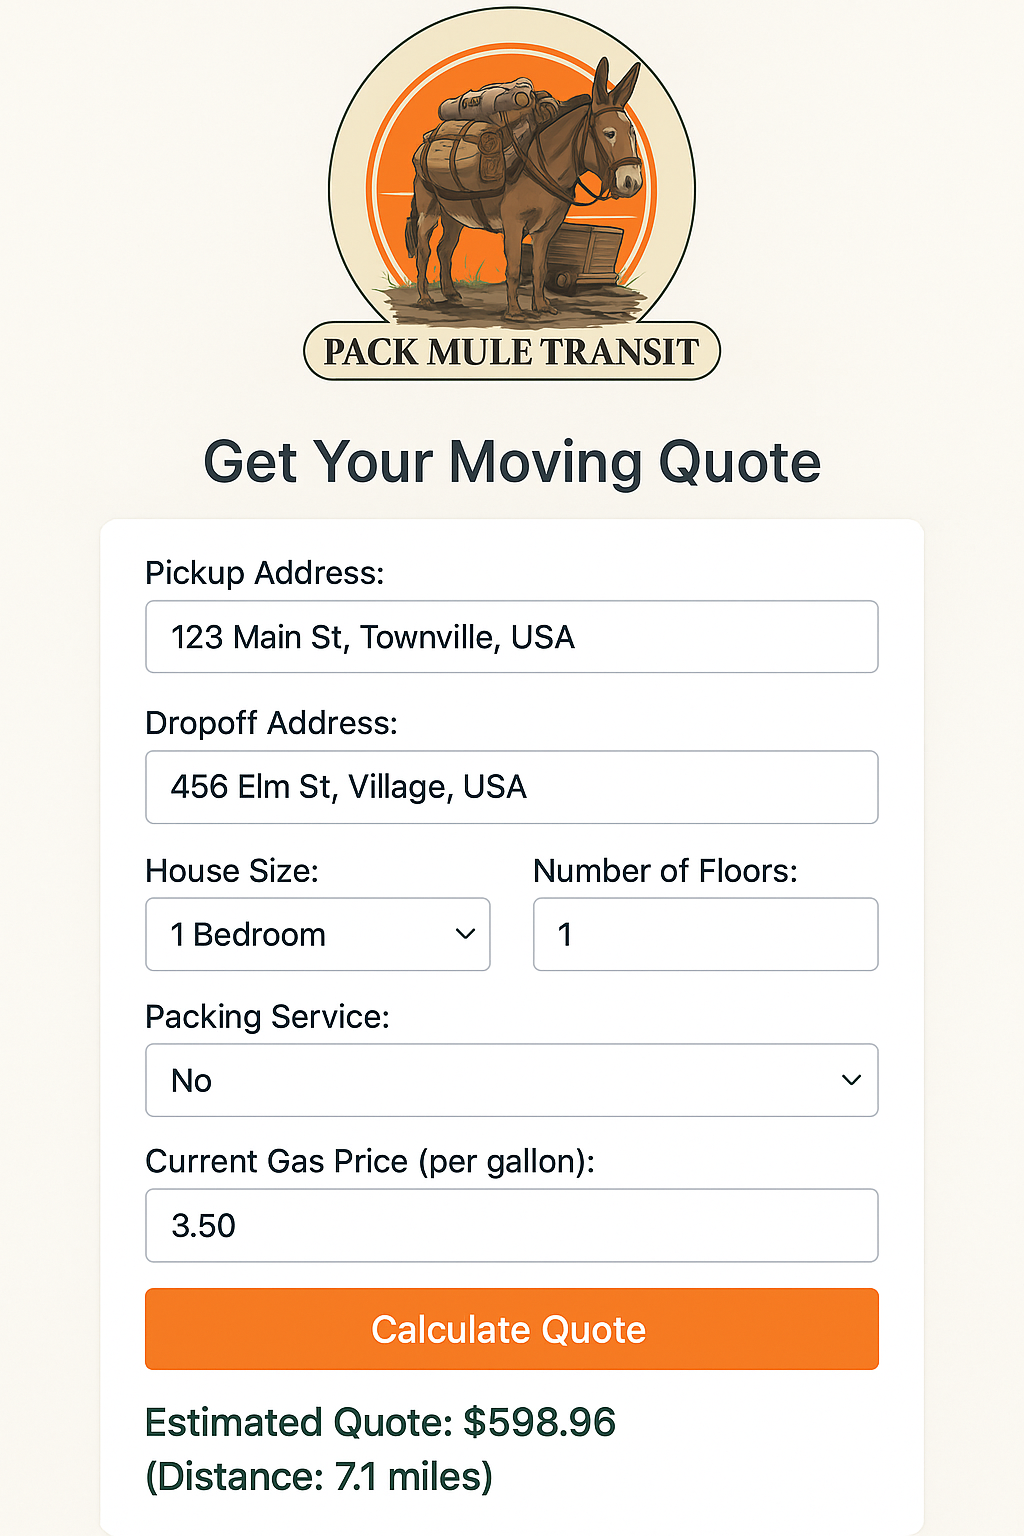 PACK MULE TRANSIT
Get Your Moving Quote
Pickup Address:
123 Main St, Townville, USA
Dropoff Address:
456 Elm St, Village, USA
House Size:
Number of Floors:
1 Bedroom
1
Packing Service:
No
Current Gas Price (per gallon):
3.50
Calculate Quote
Estimated Quote: $598.96
(Distance: 7.1 miles)